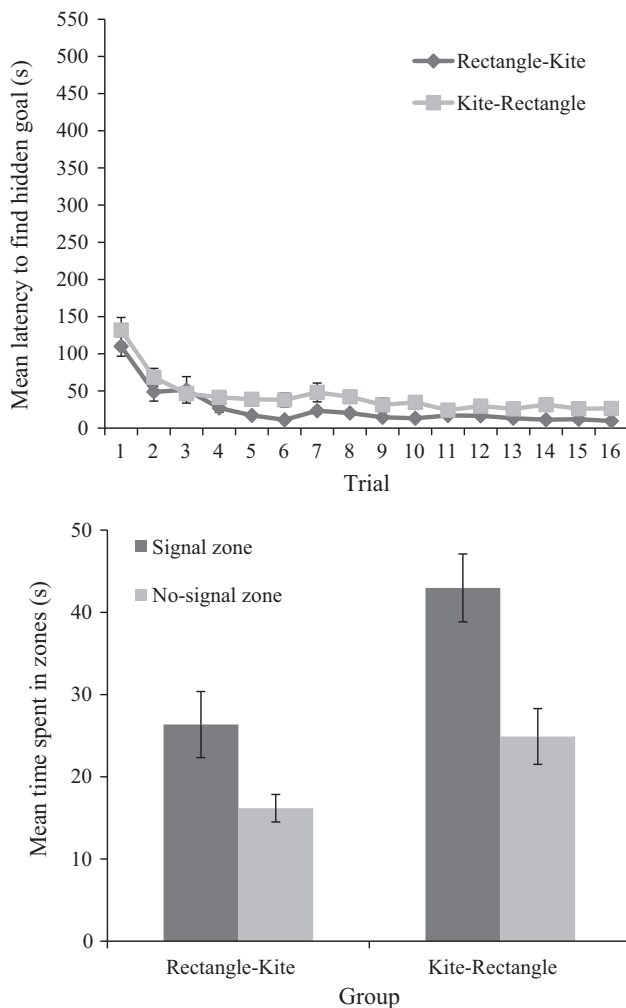 Mean latency to find hidden goal (s)
550
500
450
400
350
300
250
200
150
100
50
0
Rectangle-Kite
Kite-Rectangle
1 2 3 4 5 6 7 8 9 10 11 12 13 14 15 16
Trial
Mean time spent in zones (s)
50
40
30
20
10
0
Signal zone
No-signal zone
Rectangle-Kite Kite-Rectangle
Group